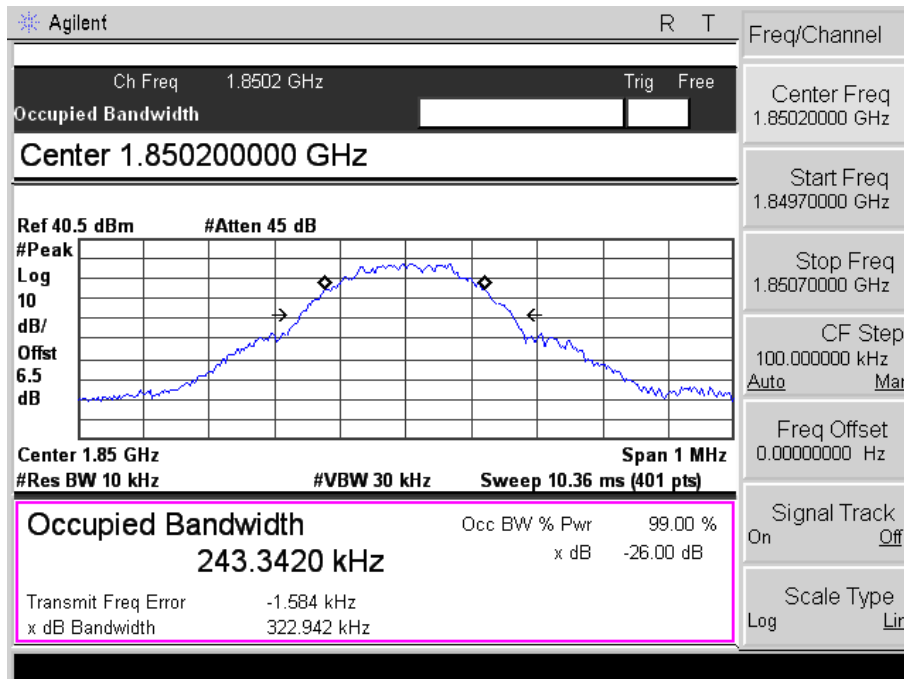 Agilent R T
Ch Freq 1.8502 GHz Trig Free
Occupied Bandwidth
Center 1.850200000 GHz
Ref 40.5 dBm #Atten 45 dB
#Peak
Log
10
dB/
Offst
6.5
dB
Center 1.85 GHz Span 1 MHz
#Res BW 10 kHz #VBW 30 kHz Sweep 10.36 ms (401 pts)
Occupied Bandwidth
243.3420 kHz
Occ BW % Pwr 99.00 %
x dB -26.00 dB
Transmit Freq Error -1.584 kHz
x dB Bandwidth 322.942 kHz
Freq/Channel
Center Freq
1.85020000 GHz
Start Freq
1.84970000 GHz
Stop Freq
1.85070000 GHz
CF Step
100.000000 kHz
Auto Man
Freq Offset
0.00000000 Hz
Signal Track
On Off
Scale Type
Log Lin